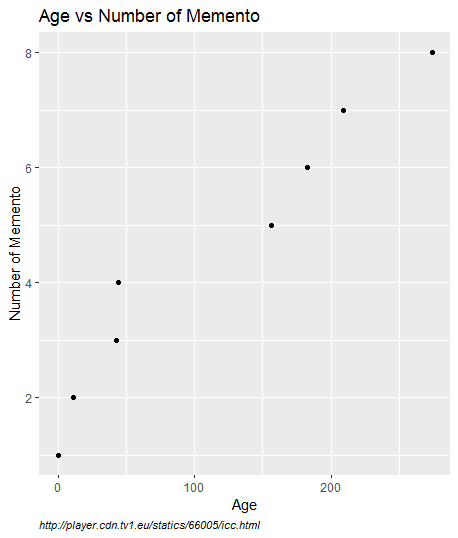 Age vs Number of Memento
8
6
4
2
Number of Memento
0
100
200
Age
http://player.cdn.tv1.eu/statics/66005/icc.html